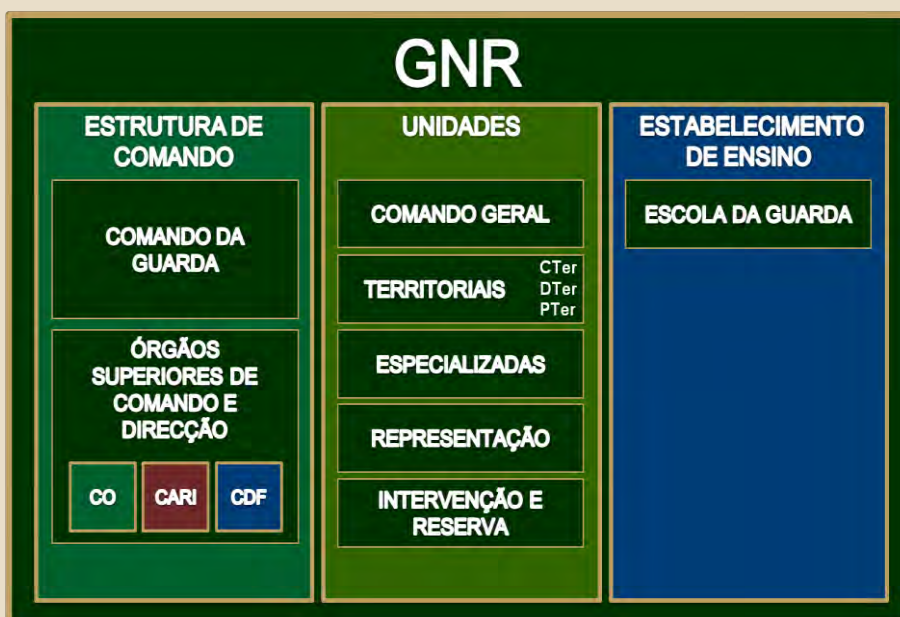 GNR
ESTRUTURA DE
COMANDO
COMANDO DA
GUARDA
ÓRGÃOS
SUPERIORES DE
COMANDO E
DIRECÇÃO
CO
CARI
CDF
UNIDADES
COMANDO GERAL
TERRITORIAIS
CTer
DTer
PTer
ESPECIALIZADAS
REPRESENTAÇÃO
INTERVENÇÃO E
RESERVA
ESTABELECIMENTO
DE ENSINO
ESCOLA DA GUARDA